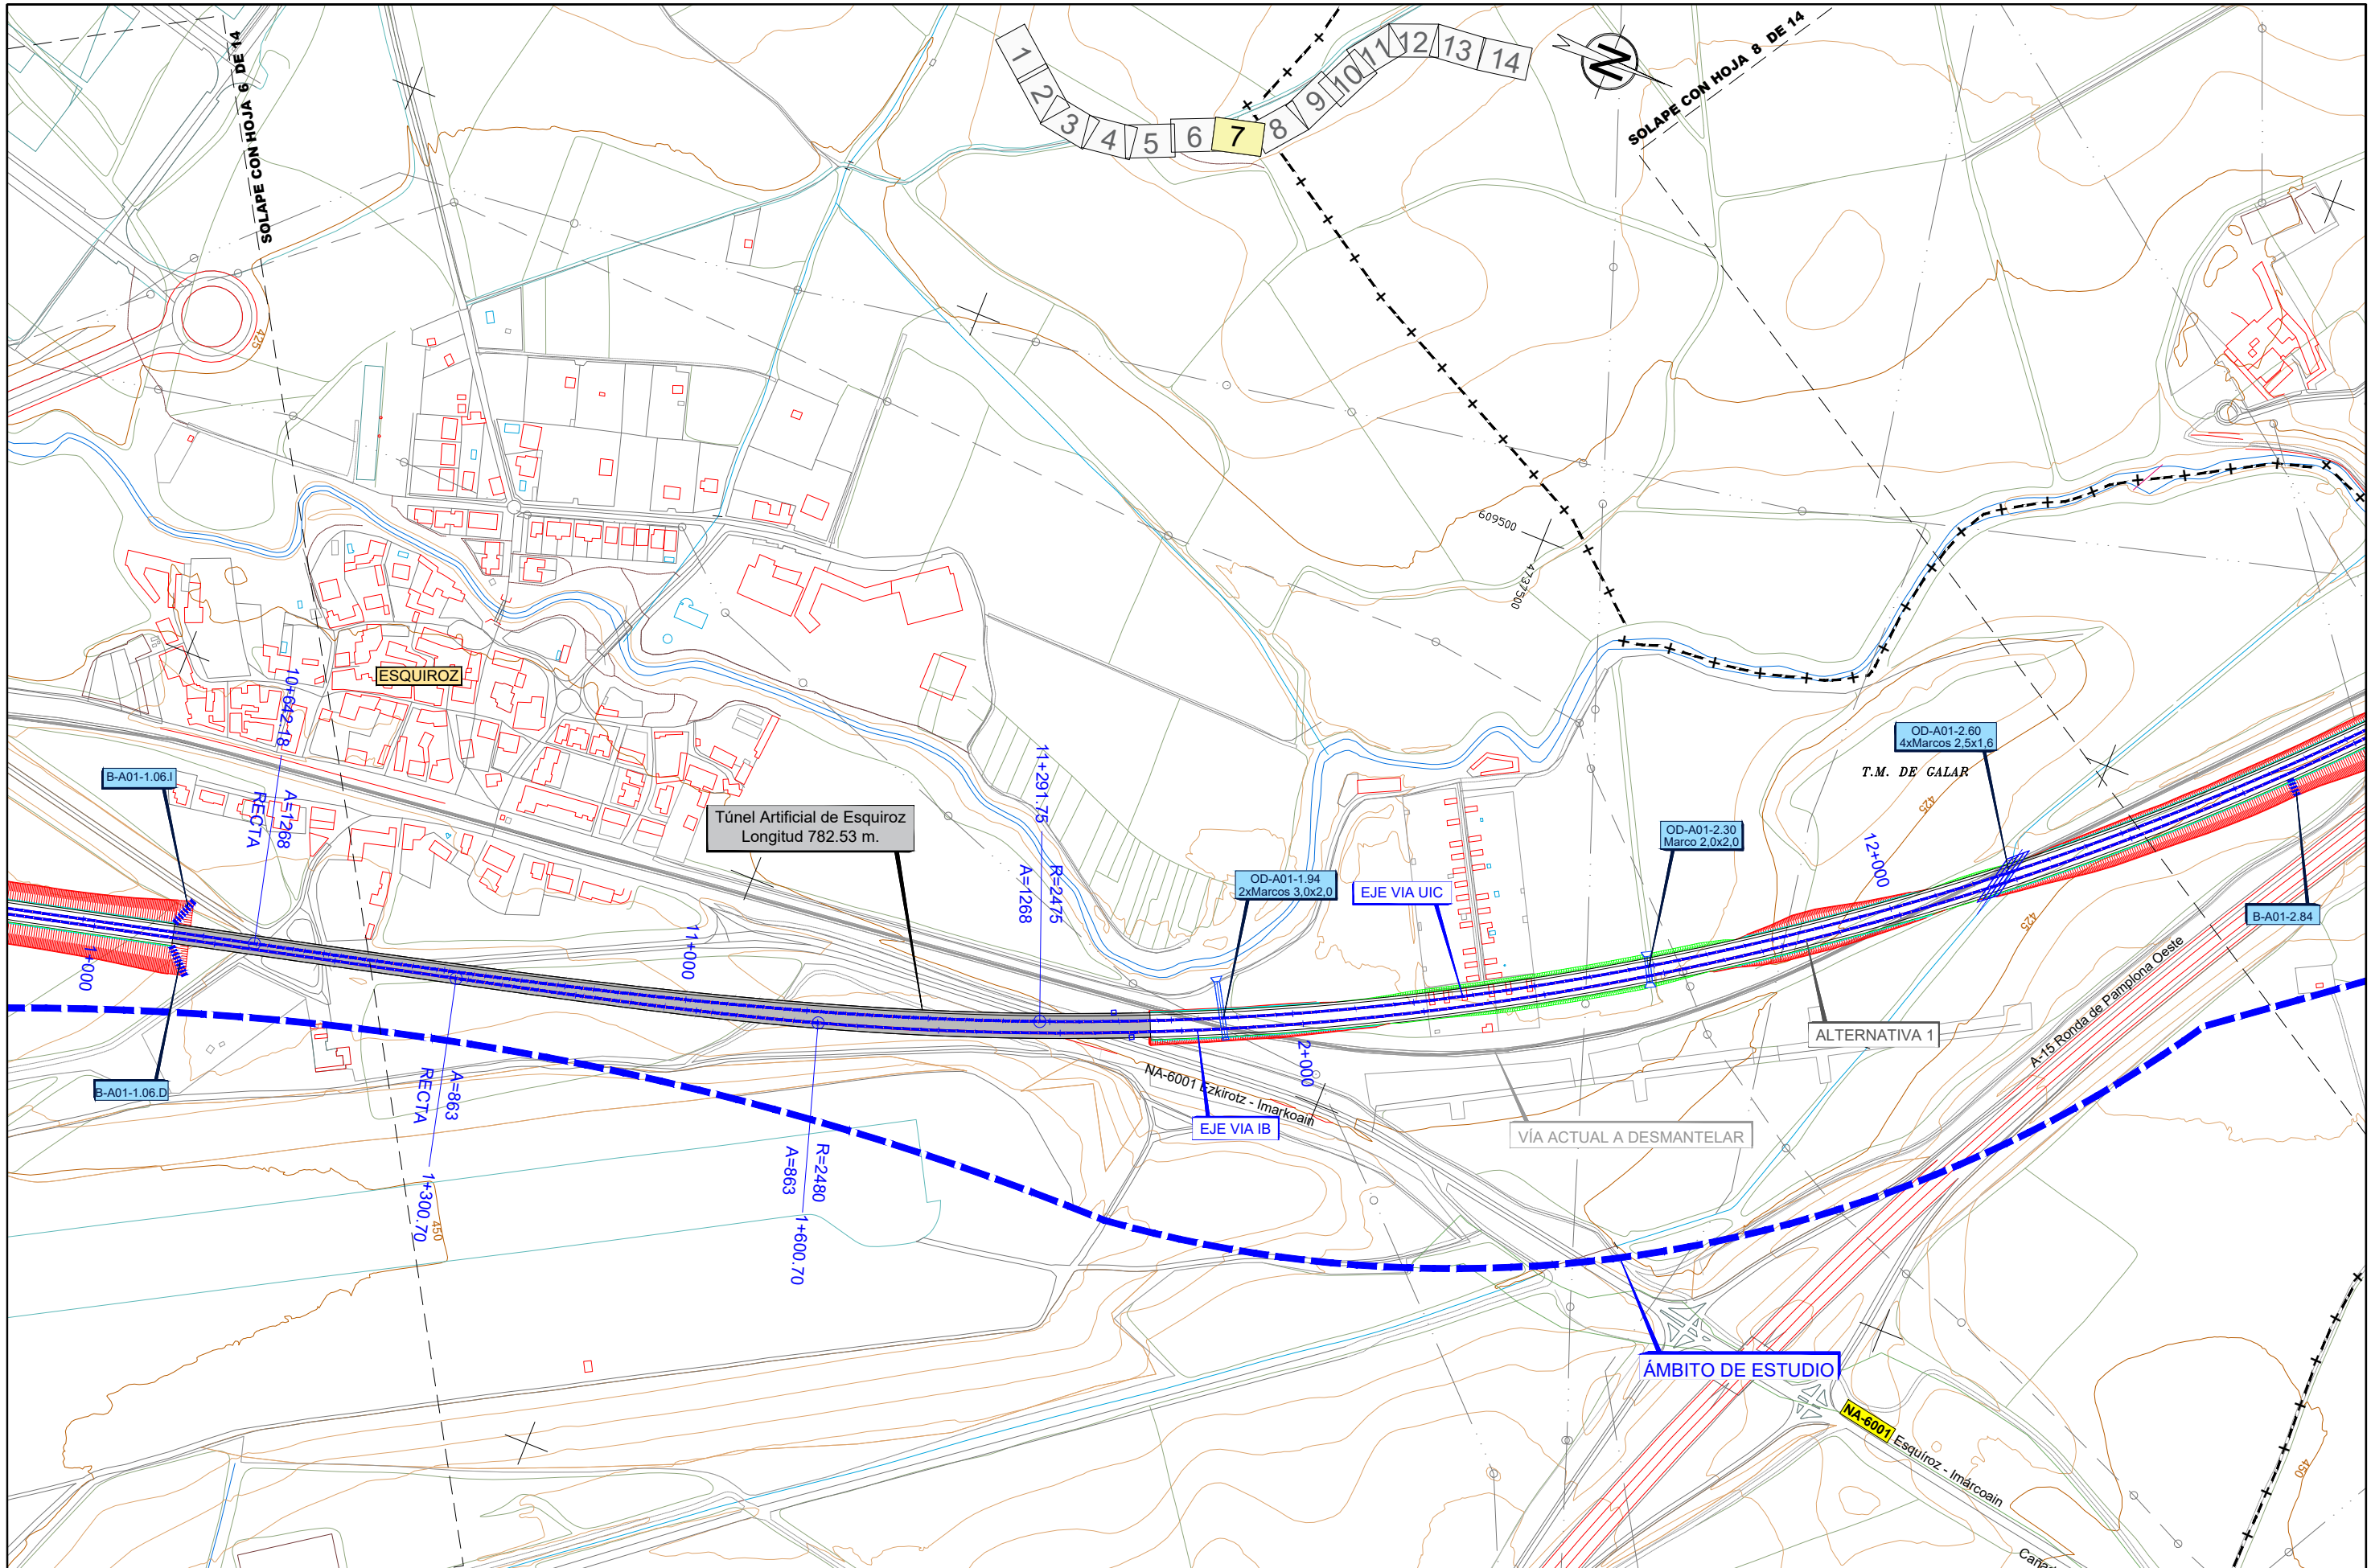 SOLAPE CON HOJA 6 DE 14
1
2
3
4
5
6
7
8
9
10
11
12
13
14
N
SOLAPE CON HOJA 8 DE 14
425
609500
4737500
ESQUIROZ
10+642.18
A=1268
RECTA
B-A01-1.06.I
Túnel Artificial de Esquiroz
Longitud 782.53 m.
11+291.75
R=2475
A=1268
OD-A01-1.94
2xMarcos 3,0x2,0
EJE VIA UIC
OD-A01-2.30
Marco 2,0x2,0
OD-A01-2.60
4xMarcos 2,5x1,6
T.M. DE GALAR
425
12+000
425
B-A01-2.84
1+000
11+000
2+000
B-A01-1.06.D
A=863
RECTA
1+300.70
450
R=2480
A=863
1+600.70
NA-6001 Ezkirotz - Imarkoain
EJE VIA IB
ALTERNATIVA 1
VÍA ACTUAL A DESMANTELAR
A-15 Ronda de Pamplona Oeste
ÁMBITO DE ESTUDIO
NA-6001
Esquíroz - Imárcoain
450